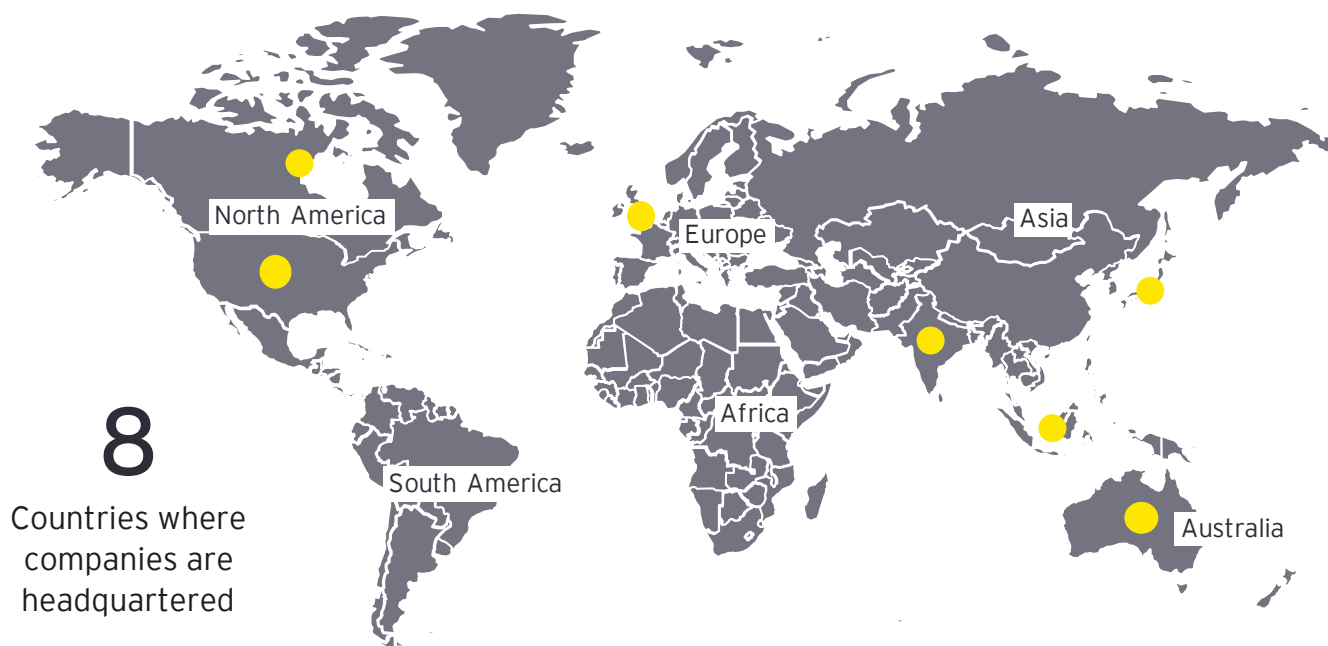 North America
Europe
Asia
Africa
South America
Australia
8
Countries where
companies are
headquartered